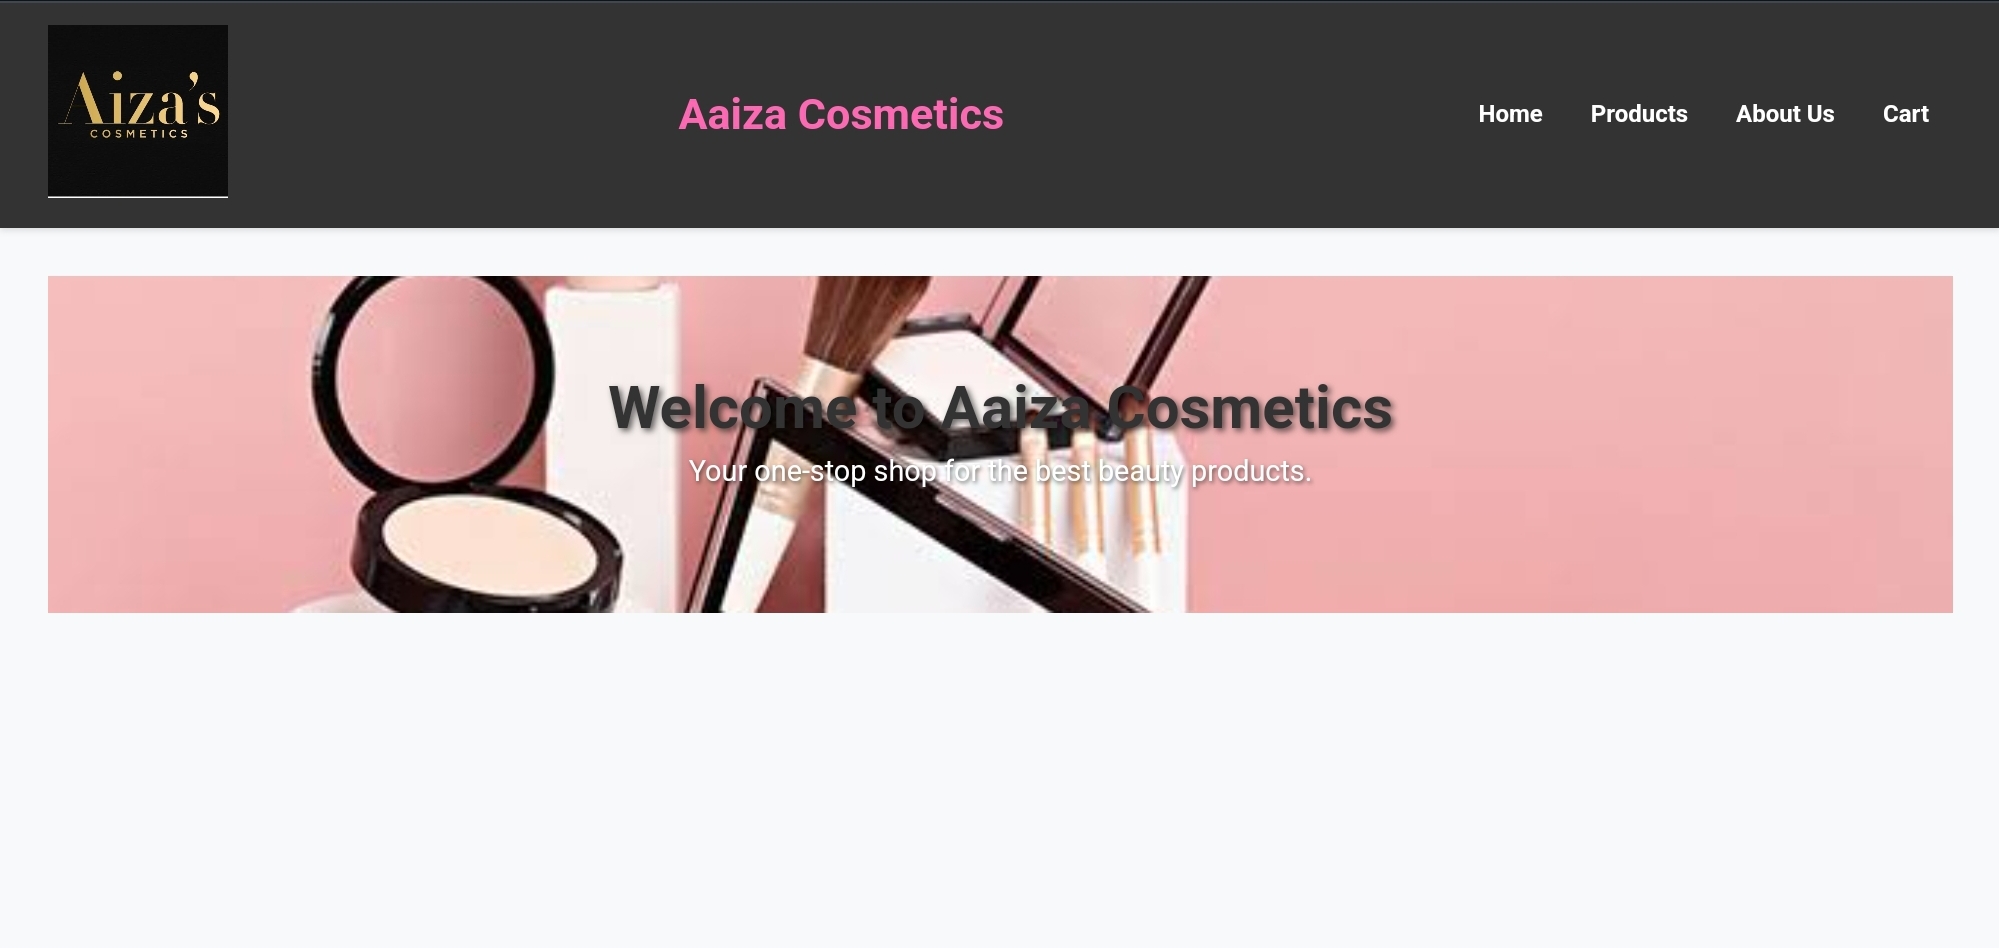 Aiza's
COSMETICS
Aaiza Cosmetics
Home Products About Us Cart
Welcome to Aaiza Cosmetics
Your one-stop shop for the best beauty products.